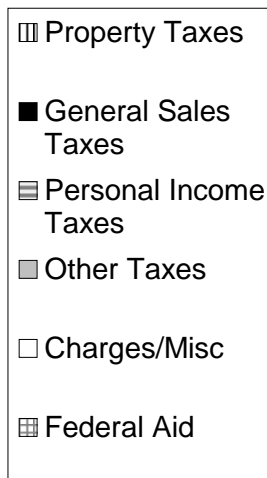 Property Taxes
General Sales
Taxes
Personal Income
Taxes
Other Taxes
Charges/Misc
Federal Aid